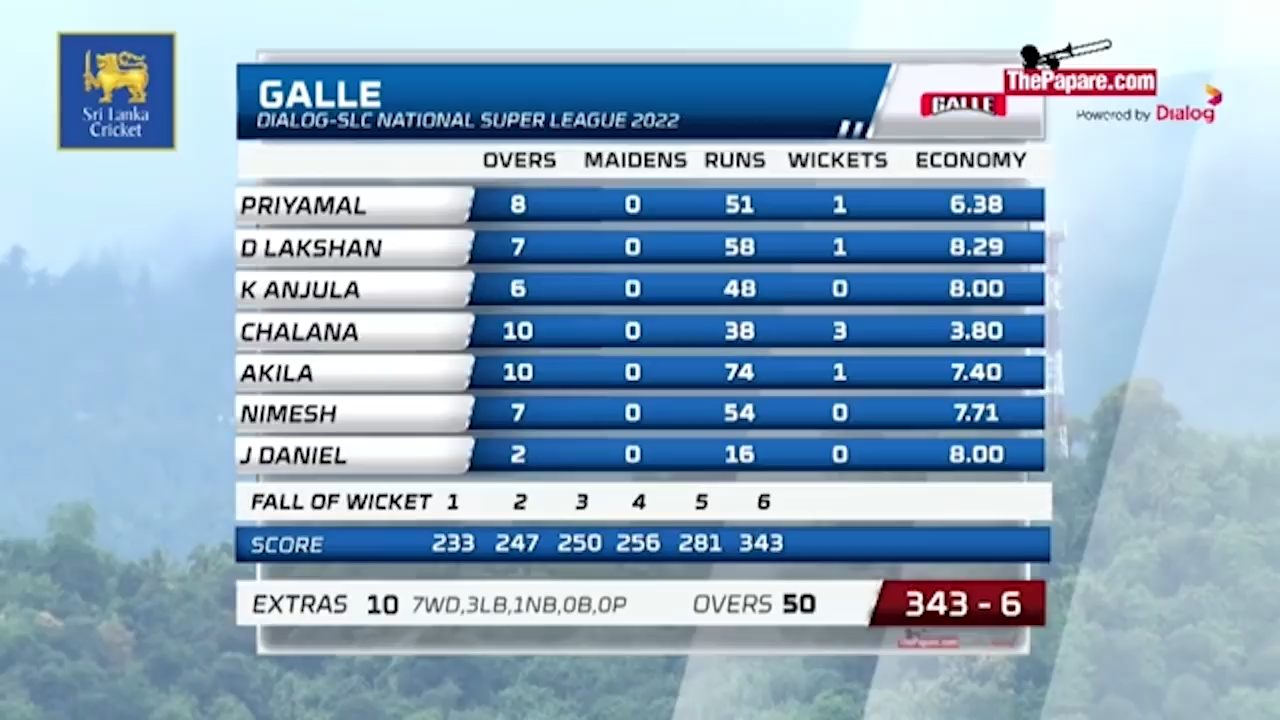 Sri Lanka
Cricket
GALLE
DIALOG-SLC NATIONAL SUPER LEAGUE 2022
GALLE
ThePapare.com
Powered by Dialog
OVERS MAIDENS RUNS WICKETS ECONOMY
PRIYAMAL 8 0 51 1 6.38
D LAKSHAN 7 0 58 1 8.29
K ANJULA 6 0 48 0 8.00
CHALANA 10 0 38 3 3.80
AKILA 10 0 74 1 7.40
NIMESH 7 0 54 0 7.71
J DANIEL 2 0 16 0 8.00
FALL OF WICKET 1 2 3 4 5 6
SCORE 233 247 250 256 281 343
EXTRAS 10 7WD,3LB,1NB,0B,0P OVERS 50 343 - 6
ThePapare.com